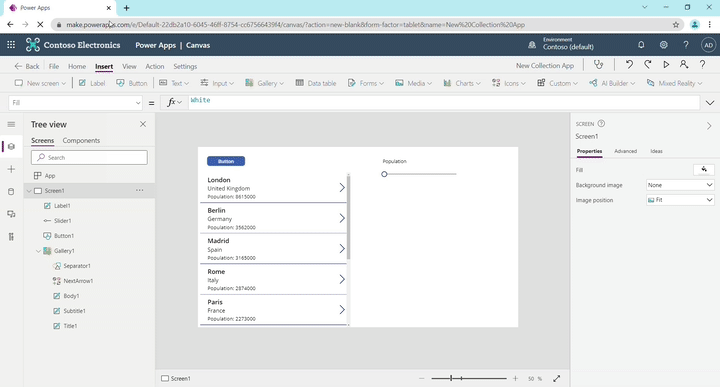 Power Apps
make.powerapps.com/e/Default-22db2a10-6045-46ff-8754-cc67566439f4/canvas/?action=new-blank&form-factor=tablet&name=New%20Collection%20App
Contoso Electronics Power Apps | Canvas
Environment
Contoso (default)
AD
Back File Home Insert View Action Settings New Collection App
New screen Label Button Text Input Gallery Data table Forms Media Charts Icons Custom AI Builder Mixed Reality
Fill = fx White
Tree view
Screens Components
Search
App
Screen1
Label1
Slider1
Button1
Gallery1
Separator1
NextArrow1
Body1
Subtitle1
Title1
Button
London
United Kingdom
Population: 8615000
Berlin
Germany
Population: 3562000
Madrid
Spain
Population: 3165000
Rome
Italy
Population: 2874000
Paris
France
Population: 2273000
Population
SCREEN
Screen1
Properties Advanced Ideas
Fill
Background image None
Image position Fit
Screen1
50 %